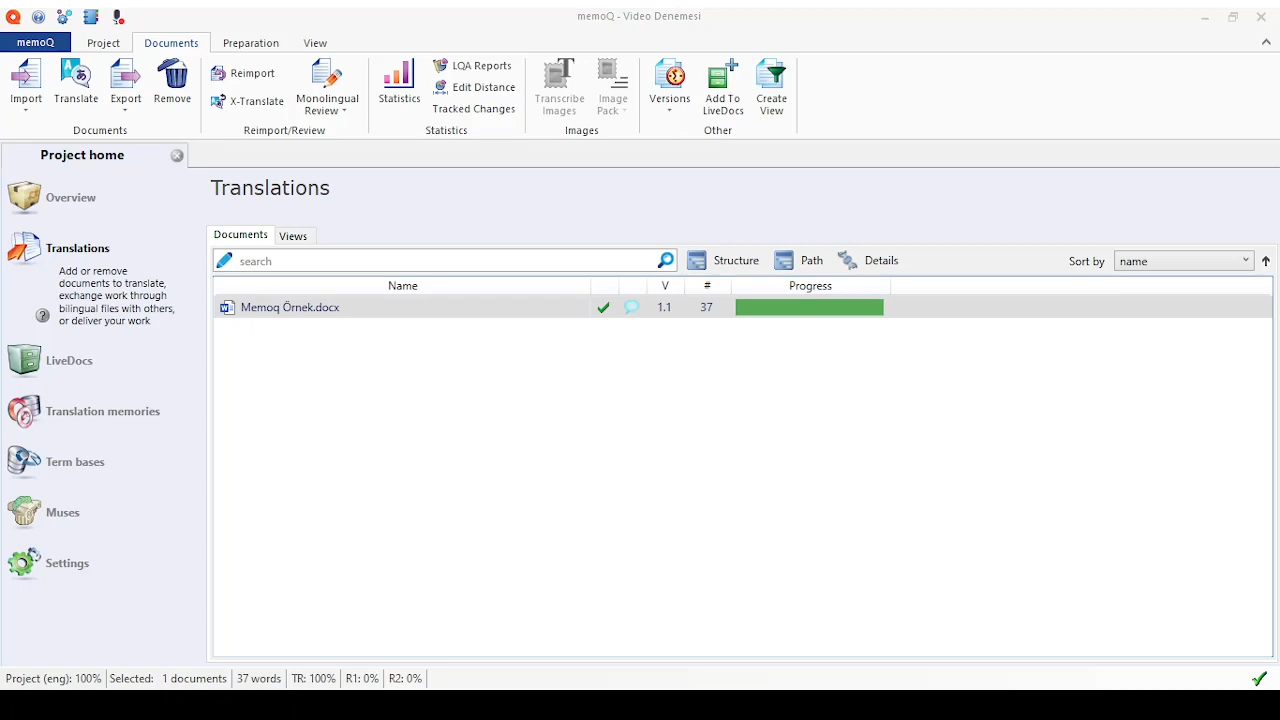 memoQ - Video Denemesi
memoQ Project Documents Preparation View
Import Translate Export Remove
Documents
Reimport
X-Translate
Monolingual
Review
Reimport/Review
Statistics
LQA Reports
Edit Distance
Tracked Changes
Statistics
Transcribe
Images
Image
Pack
Images
Versions
Add To
LiveDocs
Create
View
Other
Project home
Overview
Translations
Add or remove
documents to translate,
exchange work through
bilingual files with others,
or deliver your work
LiveDocs
Translation memories
Term bases
Muses
Settings
Translations
Documents Views
search Structure Path Details Sort by name
Name V # Progress
Memoq Örnek.docx 1.1 37
Project (eng): 100% Selected: 1 documents 37 words TR: 100% R1: 0% R2: 0%